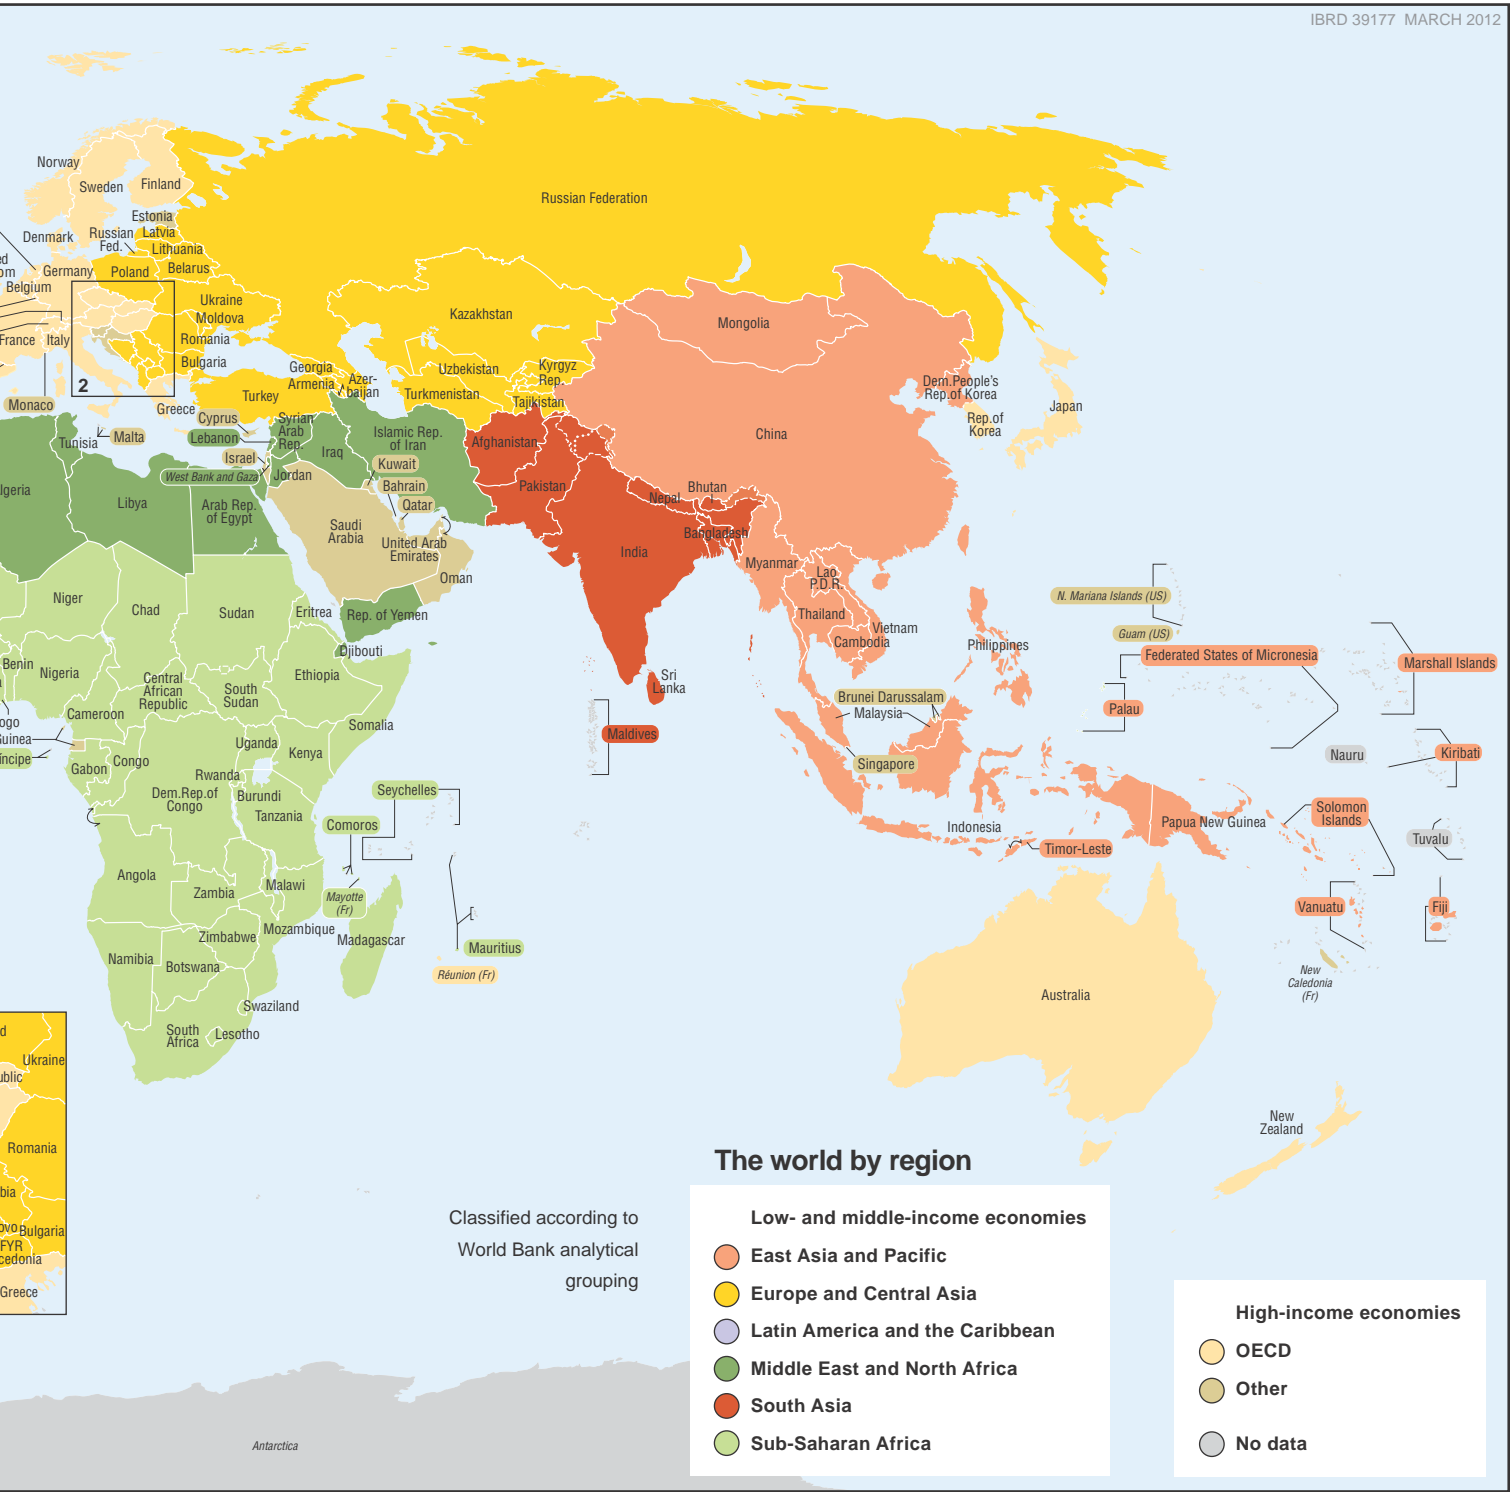 IBRD 39177 MARCH 2012
Norway
Sweden
Finland
Russian Federation
Estonia
Denmark
Russian
Fed.
Latvia
Lithuania
Germany
Poland
Belarus
Belgium
Ukraine
Moldova
Kazakhstan
Mongolia
France
Italy
Romania
Bulgaria
Georgia
Armenia
Azer-
baijan
Uzbekistan
Kyrgyz
Rep.
Turkmenistan
Tajikistan
2
Turkey
Monaco
Greece
Cyprus
Dem.People's
Rep.of Korea
Japan
Rep.of
Korea
China
Tunisia
Malta
Lebanon
Syrian
Arab
Rep.
Israel
West Bank and Gaza
Jordan
Iraq
Islamic Rep.
of Iran
Kuwait
Bahrain
Qatar
Afghanistan
Pakistan
Nepal
Bhutan
Bangladesh
India
Libya
Arab Rep.
of Egypt
Saudi
Arabia
United Arab
Emirates
Oman
Myanmar
Lao
P.D.R.
Thailand
Vietnam
Cambodia
Philippines
N. Mariana Islands (US)
Guam (US)
Federated States of Micronesia
Marshall Islands
Palau
Niger
Chad
Sudan
Eritrea
Rep. of Yemen
Djibouti
Benin
Nigeria
Central
African
Republic
South
Sudan
Ethiopia
Sri
Lanka
Cameroon
Somalia
Maldives
Brunei Darussalam
Malaysia
Singapore
Nauru
Kiribati
Gabon
Congo
Uganda
Kenya
Rwanda
Dem.Rep.of
Congo
Burundi
Tanzania
Seychelles
Comoros
Indonesia
Papua New Guinea
Solomon
Islands
Timor-Leste
Tuvalu
Angola
Zambia
Malawi
Mayotte
(Fr)
Vanuatu
Fiji
Mozambique
Zimbabwe
Madagascar
Mauritius
Namibia
Botswana
Réunion (Fr)
New
Caledonia
(Fr)
Australia
Swaziland
South
Africa
Lesotho
Ukraine
Romania
Bulgaria
FYR
Greece
New
Zealand
The world by region
Classified according to
World Bank analytical
grouping
Low- and middle-income economies
East Asia and Pacific
Europe and Central Asia
Latin America and the Caribbean
Middle East and North Africa
South Asia
Sub-Saharan Africa
High-income economies
OECD
Other
No data
Antarctica